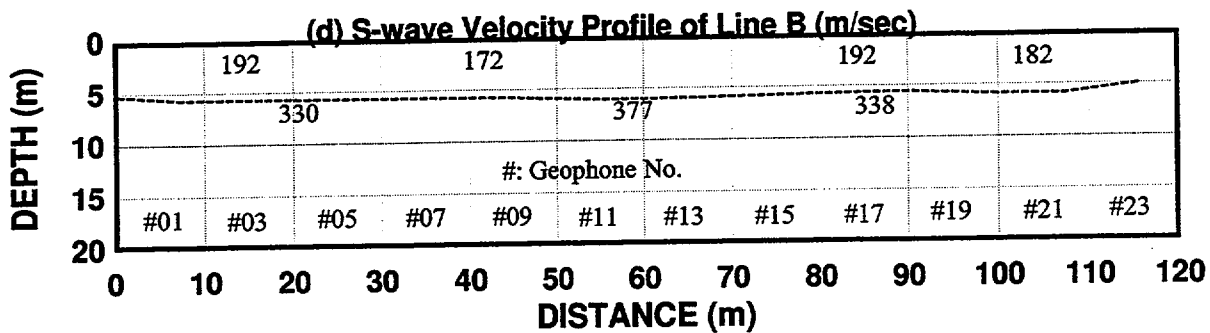 (d) S-wave Velocity Profile of Line B (m/sec)
0
192 172 192 182
5
330 377 338
10
#: Geophone No.
15
#01 #03 #05 #07 #09 #11 #13 #15 #17 #19 #21 #23
20
DEPTH (m)
0 10 20 30 40 50 60 70 80 90 100 110 120
DISTANCE (m)